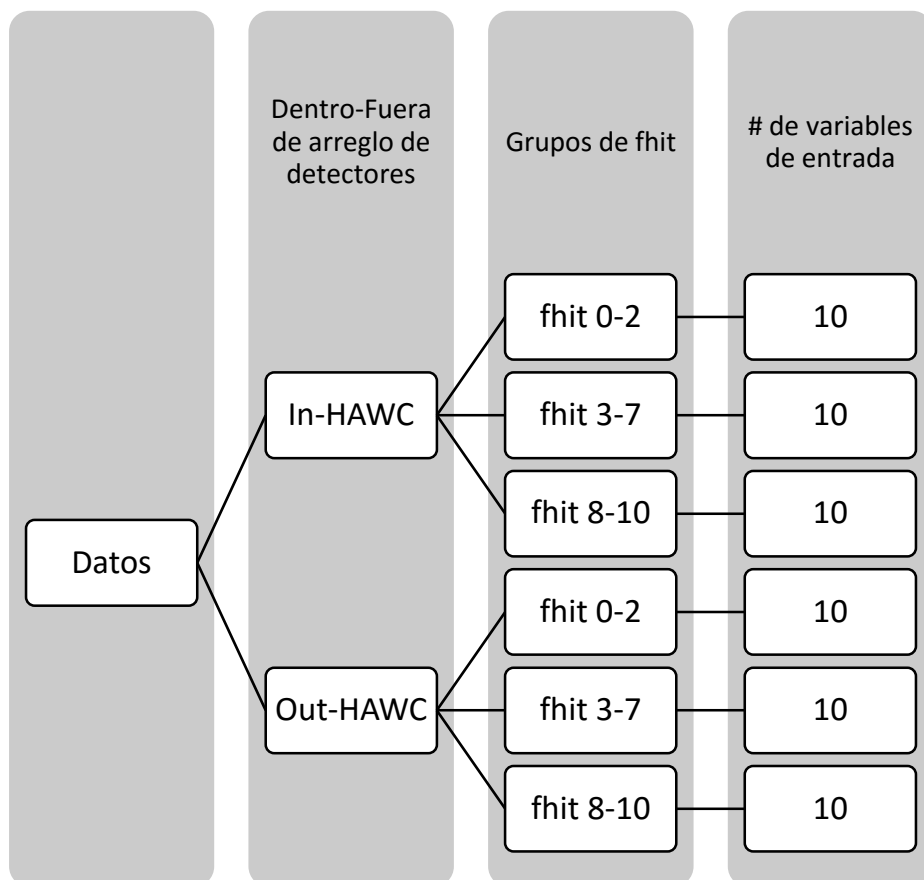 Dentro-Fuera
de arreglo de
detectores
Grupos de fhit
# de variables
de entrada
Datos
In-HAWC
fhit 0-2
10
fhit 3-7
10
fhit 8-10
10
Out-HAWC
fhit 0-2
10
fhit 3-7
10
fhit 8-10
10